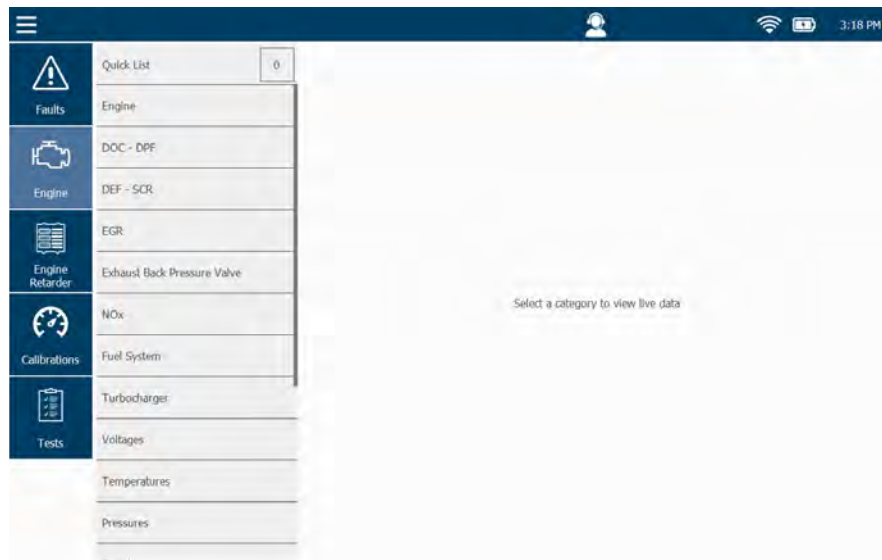 3:18 PM
Faults
Engine
Engine
Retarder
Calibrations
Tests
Quick List 0
Engine
DOC - DPF
DEF - SCR
EGR
Exhaust Back Pressure Valve
NOx
Fuel System
Turbocharger
Voltages
Temperatures
Pressures
Select a category to view live data